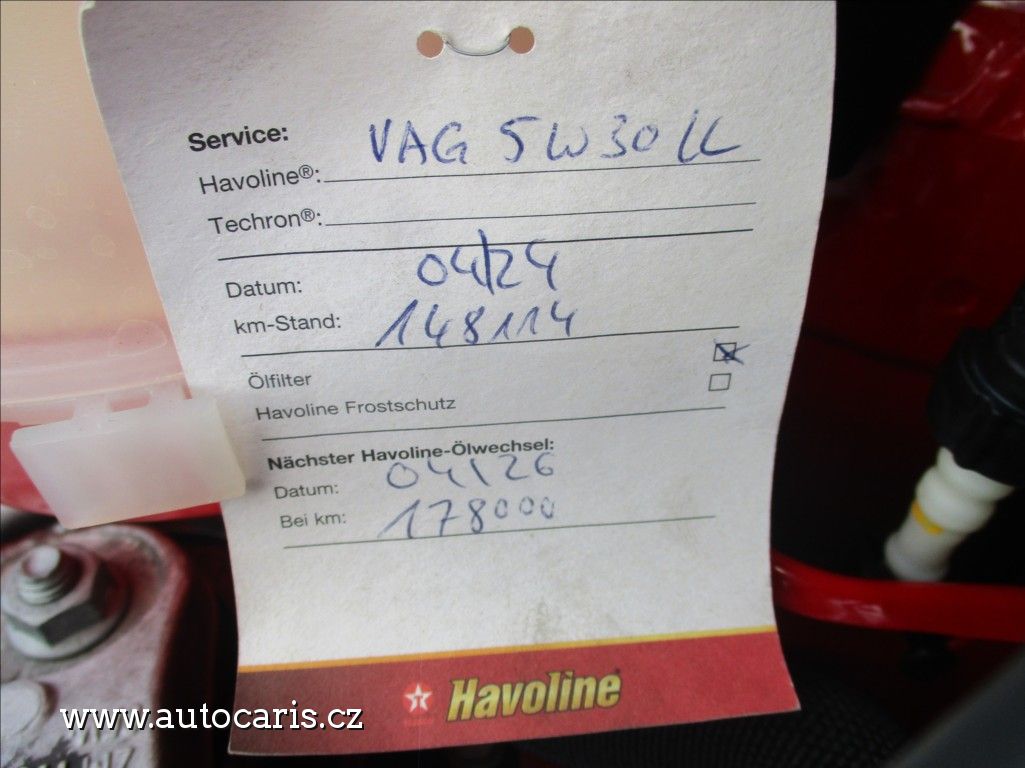 Service:
Havoline®: VAG 5W30 LL
Techron®:
Datum: 04/24
km-Stand: 148114
Ölfilter
Havoline Frostschutz
Nächster Havoline-Ölwechsel:
Datum: 04/26
Bei km: 178000
Havoline
www.autocaris.cz